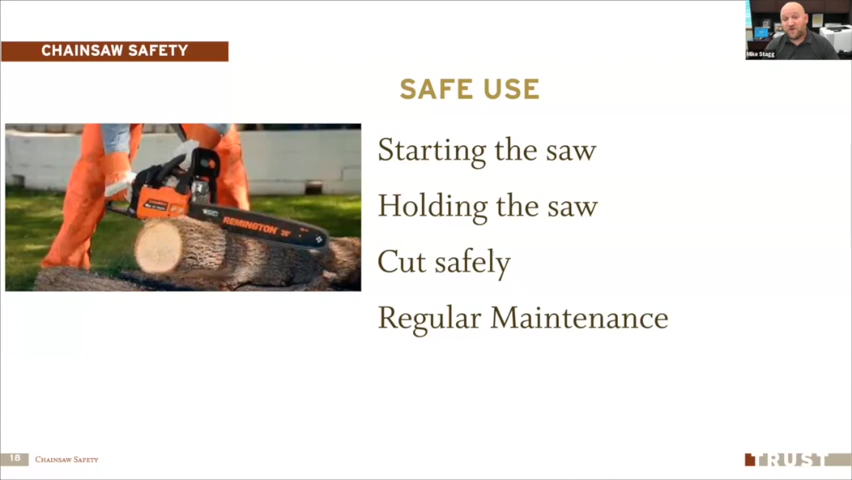 CHAINSAW SAFETY
Mike Stagg
SAFE USE
Starting the saw
Holding the saw
Cut safely
Regular Maintenance
REMINGTON
18
CHAINSAW SAFETY
TRUST